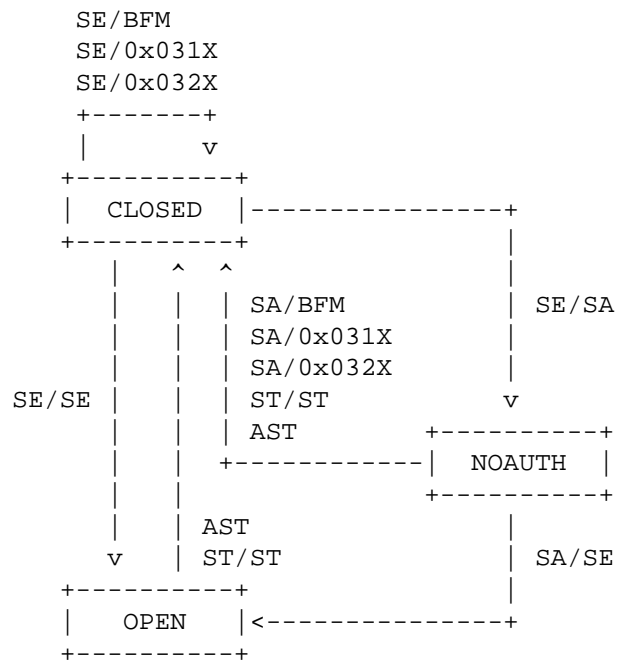 SE/BFM
SE/0x031X
SE/0x032X
CLOSED
SA/BFM
SE/SA
SA/0x031X
SA/0x032X
SE/SE
ST/ST
AST
NOAUTH
AST
ST/ST
SA/SE
OPEN